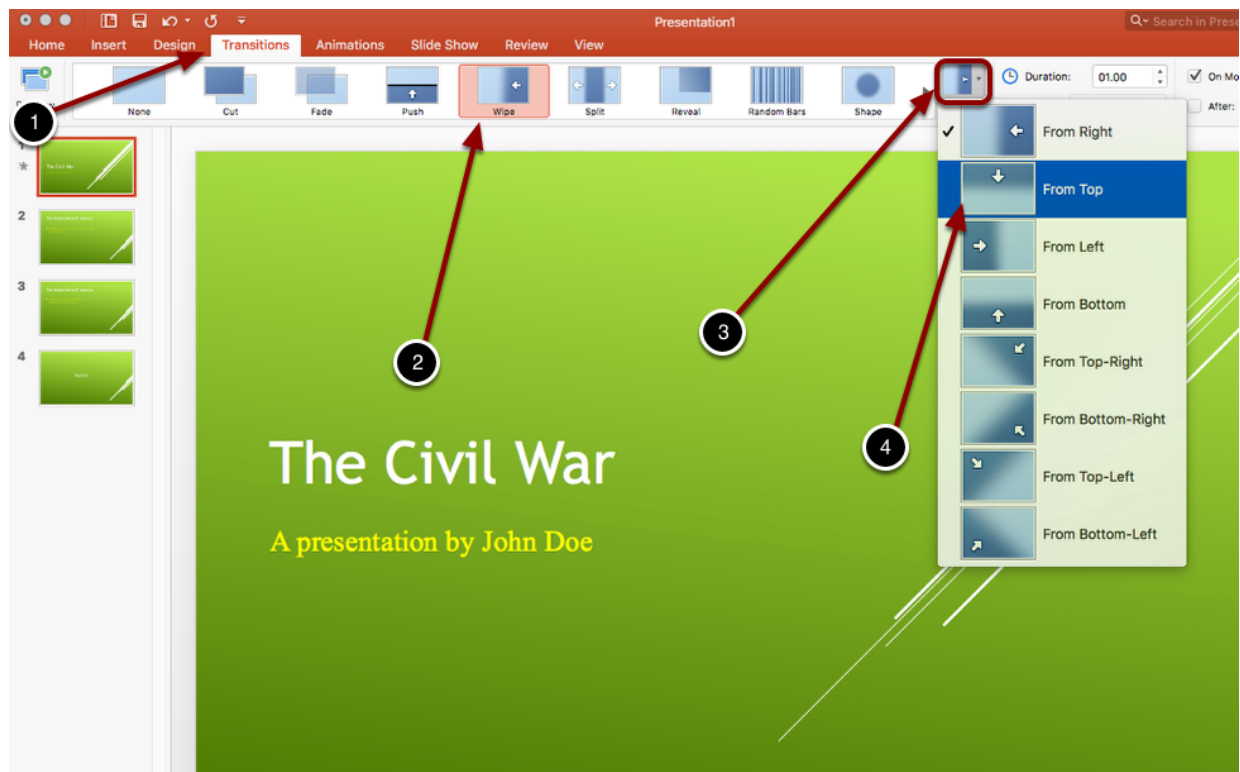 Presentation1
Search in Prese
Home Insert Design Transitions Animations Slide Show Review View
Duration: 01.00 On Mo
None Cut Fade Push Wipe Split Reveal Random Bars Shape After:
1
2
3
4
From Right
From Top
From Left
From Bottom
From Top-Right
From Bottom-Right
From Top-Left
From Bottom-Left
1
The Civil War
2
3
4
The Civil War
A presentation by John Doe